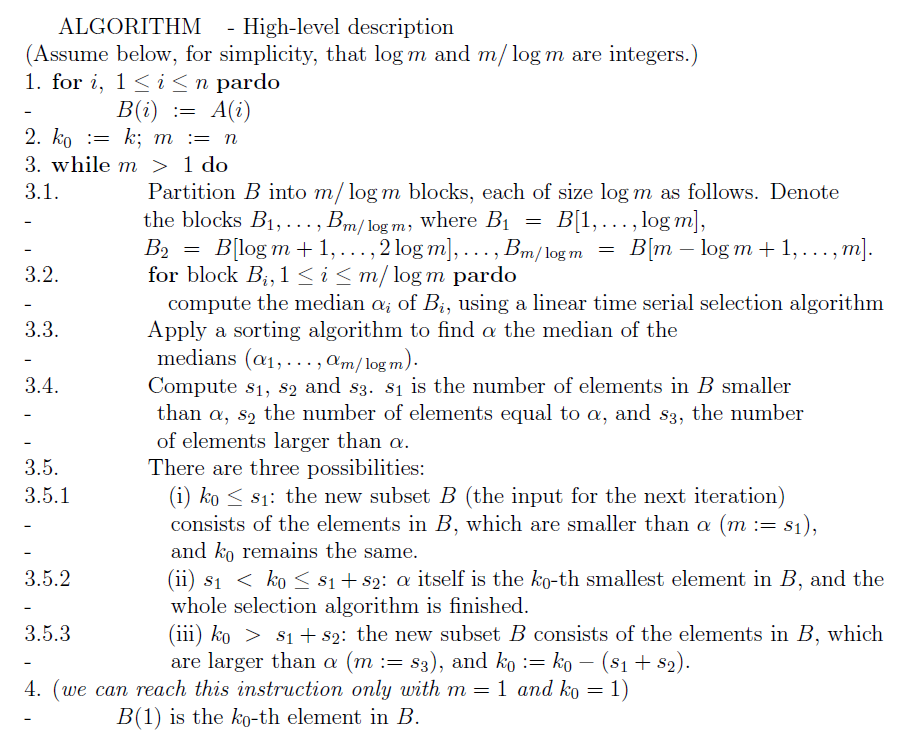 ALGORITHM - High-level description
(Assume below, for simplicity, that log m and m/ log m are integers.)
1. for i, 1 ≤ i ≤ n pardo
- B(i) := A(i)
2. k₀ := k; m := n
3. while m > 1 do
3.1. Partition B into m/ log m blocks, each of size log m as follows. Denote
- the blocks B₁, . . . , B_{m/ log m}, where B₁ = B[1, . . . , log m],
- B₂ = B[log m + 1, . . . , 2 log m], . . . , B_{m/ log m} = B[m − log m + 1, . . . , m].
3.2. for block Bᵢ, 1 ≤ i ≤ m/ log m pardo
- compute the median αᵢ of Bᵢ, using a linear time serial selection algorithm
3.3. Apply a sorting algorithm to find α the median of the
- medians (α₁, . . . , α_{m/ log m}).
3.4. Compute s₁, s₂ and s₃. s₁ is the number of elements in B smaller
- than α, s₂ the number of elements equal to α, and s₃, the number
- of elements larger than α.
3.5. There are three possibilities:
3.5.1 (i) k₀ ≤ s₁: the new subset B (the input for the next iteration)
- consists of the elements in B, which are smaller than α (m := s₁),
- and k₀ remains the same.
3.5.2 (ii) s₁ < k₀ ≤ s₁ + s₂: α itself is the k₀-th smallest element in B, and the
- whole selection algorithm is finished.
3.5.3 (iii) k₀ > s₁ + s₂: the new subset B consists of the elements in B, which
- are larger than α (m := s₃), and k₀ := k₀ − (s₁ + s₂).
4. (we can reach this instruction only with m = 1 and k₀ = 1)
- B(1) is the k₀-th element in B.